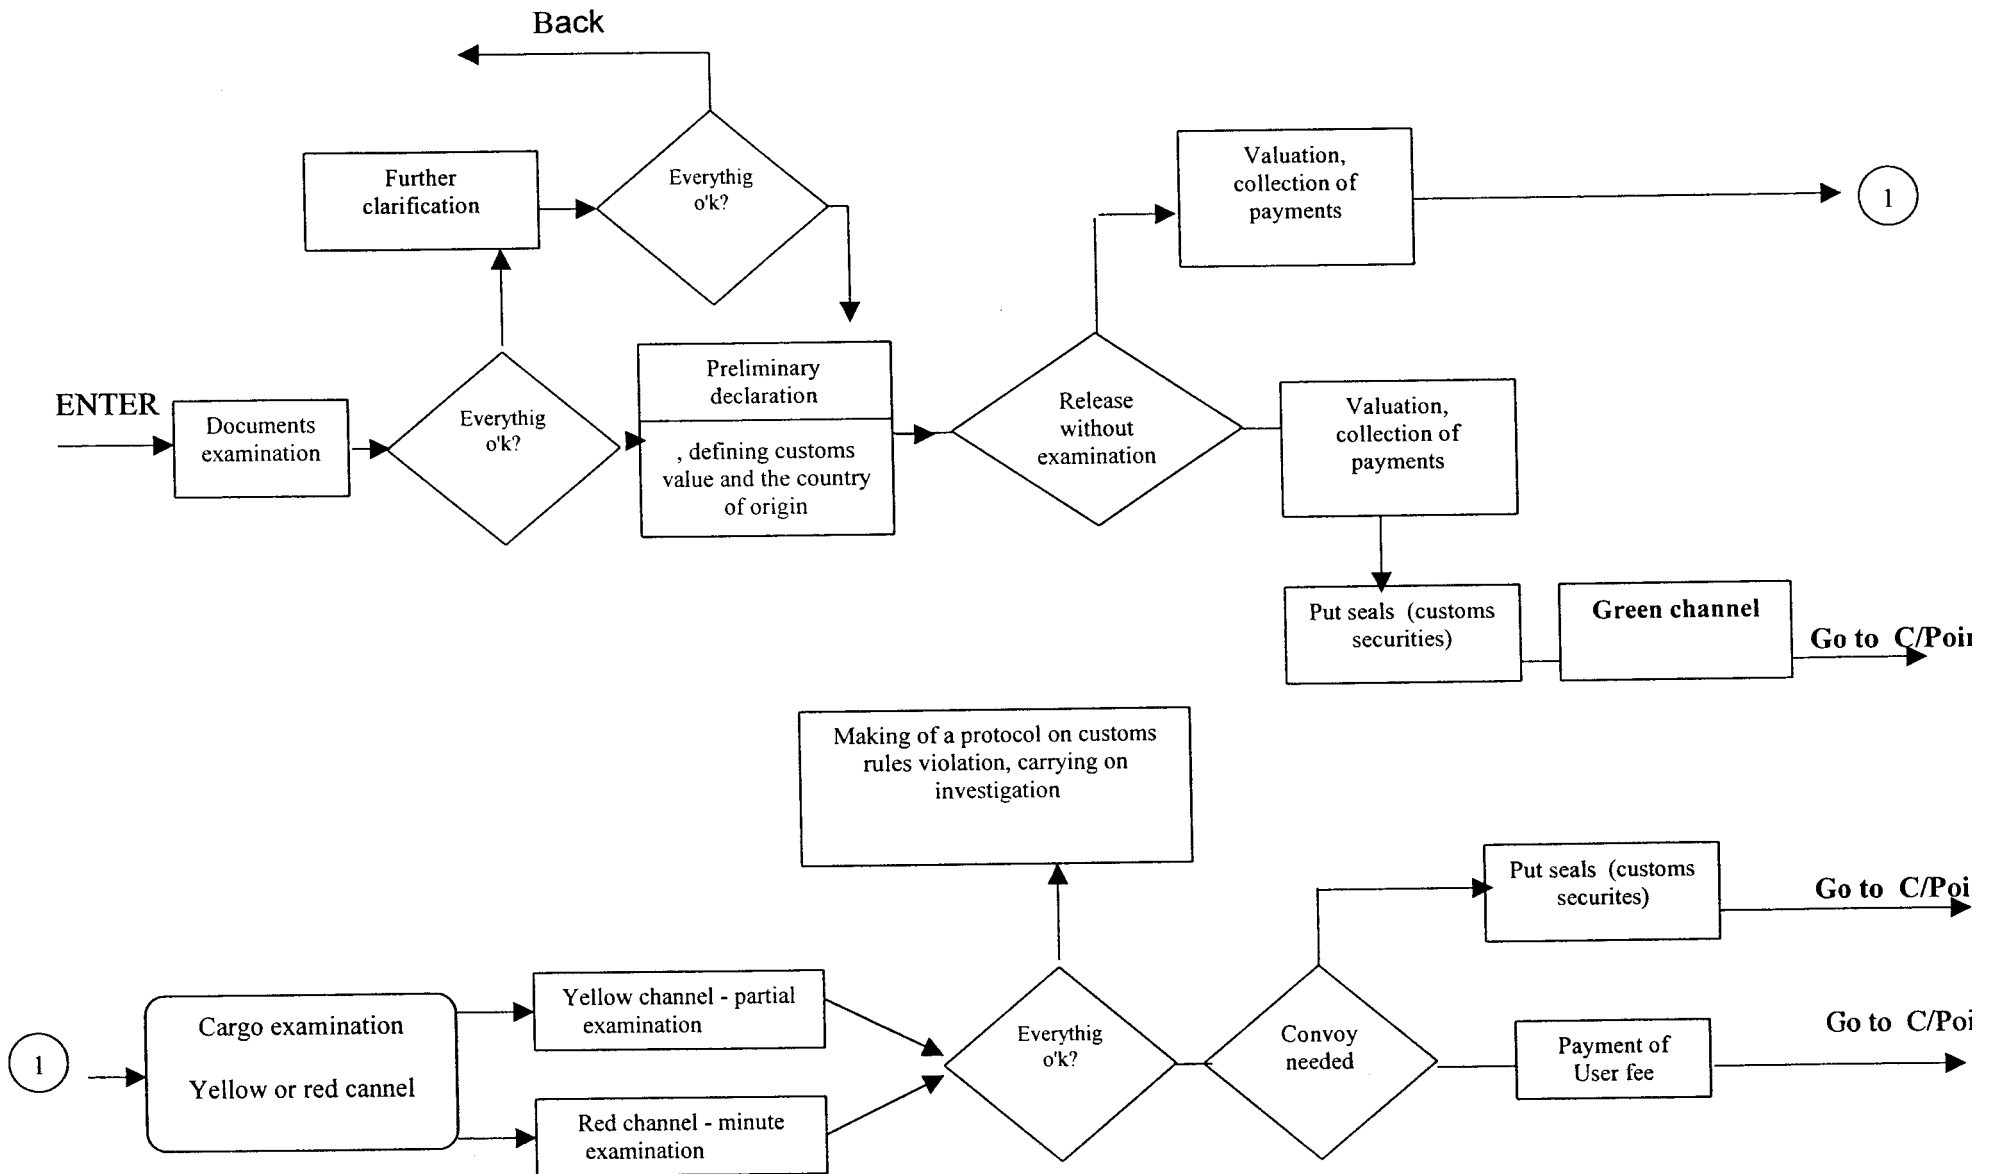 Back
Further
clarification
Everythig
o'k?
Valuation,
collection of
payments
1
ENTER
Documents
examination
Everythig
o'k?
Preliminary
declaration
, defining customs
value and the country
of origin
Release
without
examination
Valuation,
collection of
payments
Put seals (customs
securities)
Green channel
Go to C/Poin
Making of a protocol on customs
rules violation, carrying on
investigation
Put seals (customs
securites)
Go to C/Poi
1
Cargo examination
Yellow or red cannel
Yellow channel - partial
examination
Red channel - minute
examination
Everythig
o'k?
Convoy
needed
Payment of
User fee
Go to C/Poi